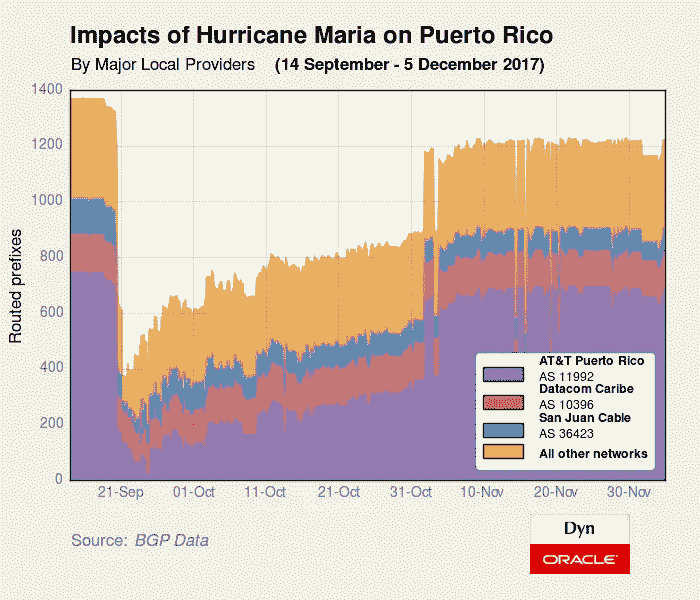 Impacts of Hurricane Maria on Puerto Rico
By Major Local Providers (14 September - 5 December 2017)
Routed prefixes
1400
1200
1000
800
600
400
200
0
21-Sep 01-Oct 11-Oct 21-Oct 31-Oct 10-Nov 20-Nov 30-Nov
AT&T Puerto Rico
AS 11992
Datacom Caribe
AS 10396
San Juan Cable
AS 36423
All other networks
Source: BGP Data
Dyn
ORACLE